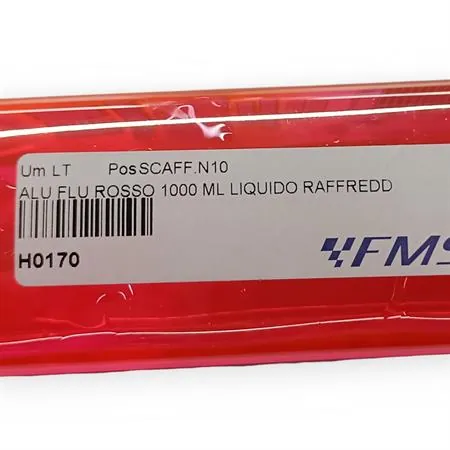 Um LT PosSCAFF.N10
ALU FLU ROSSO 1000 ML LIQUIDO RAFFREDD
H0170
FMS